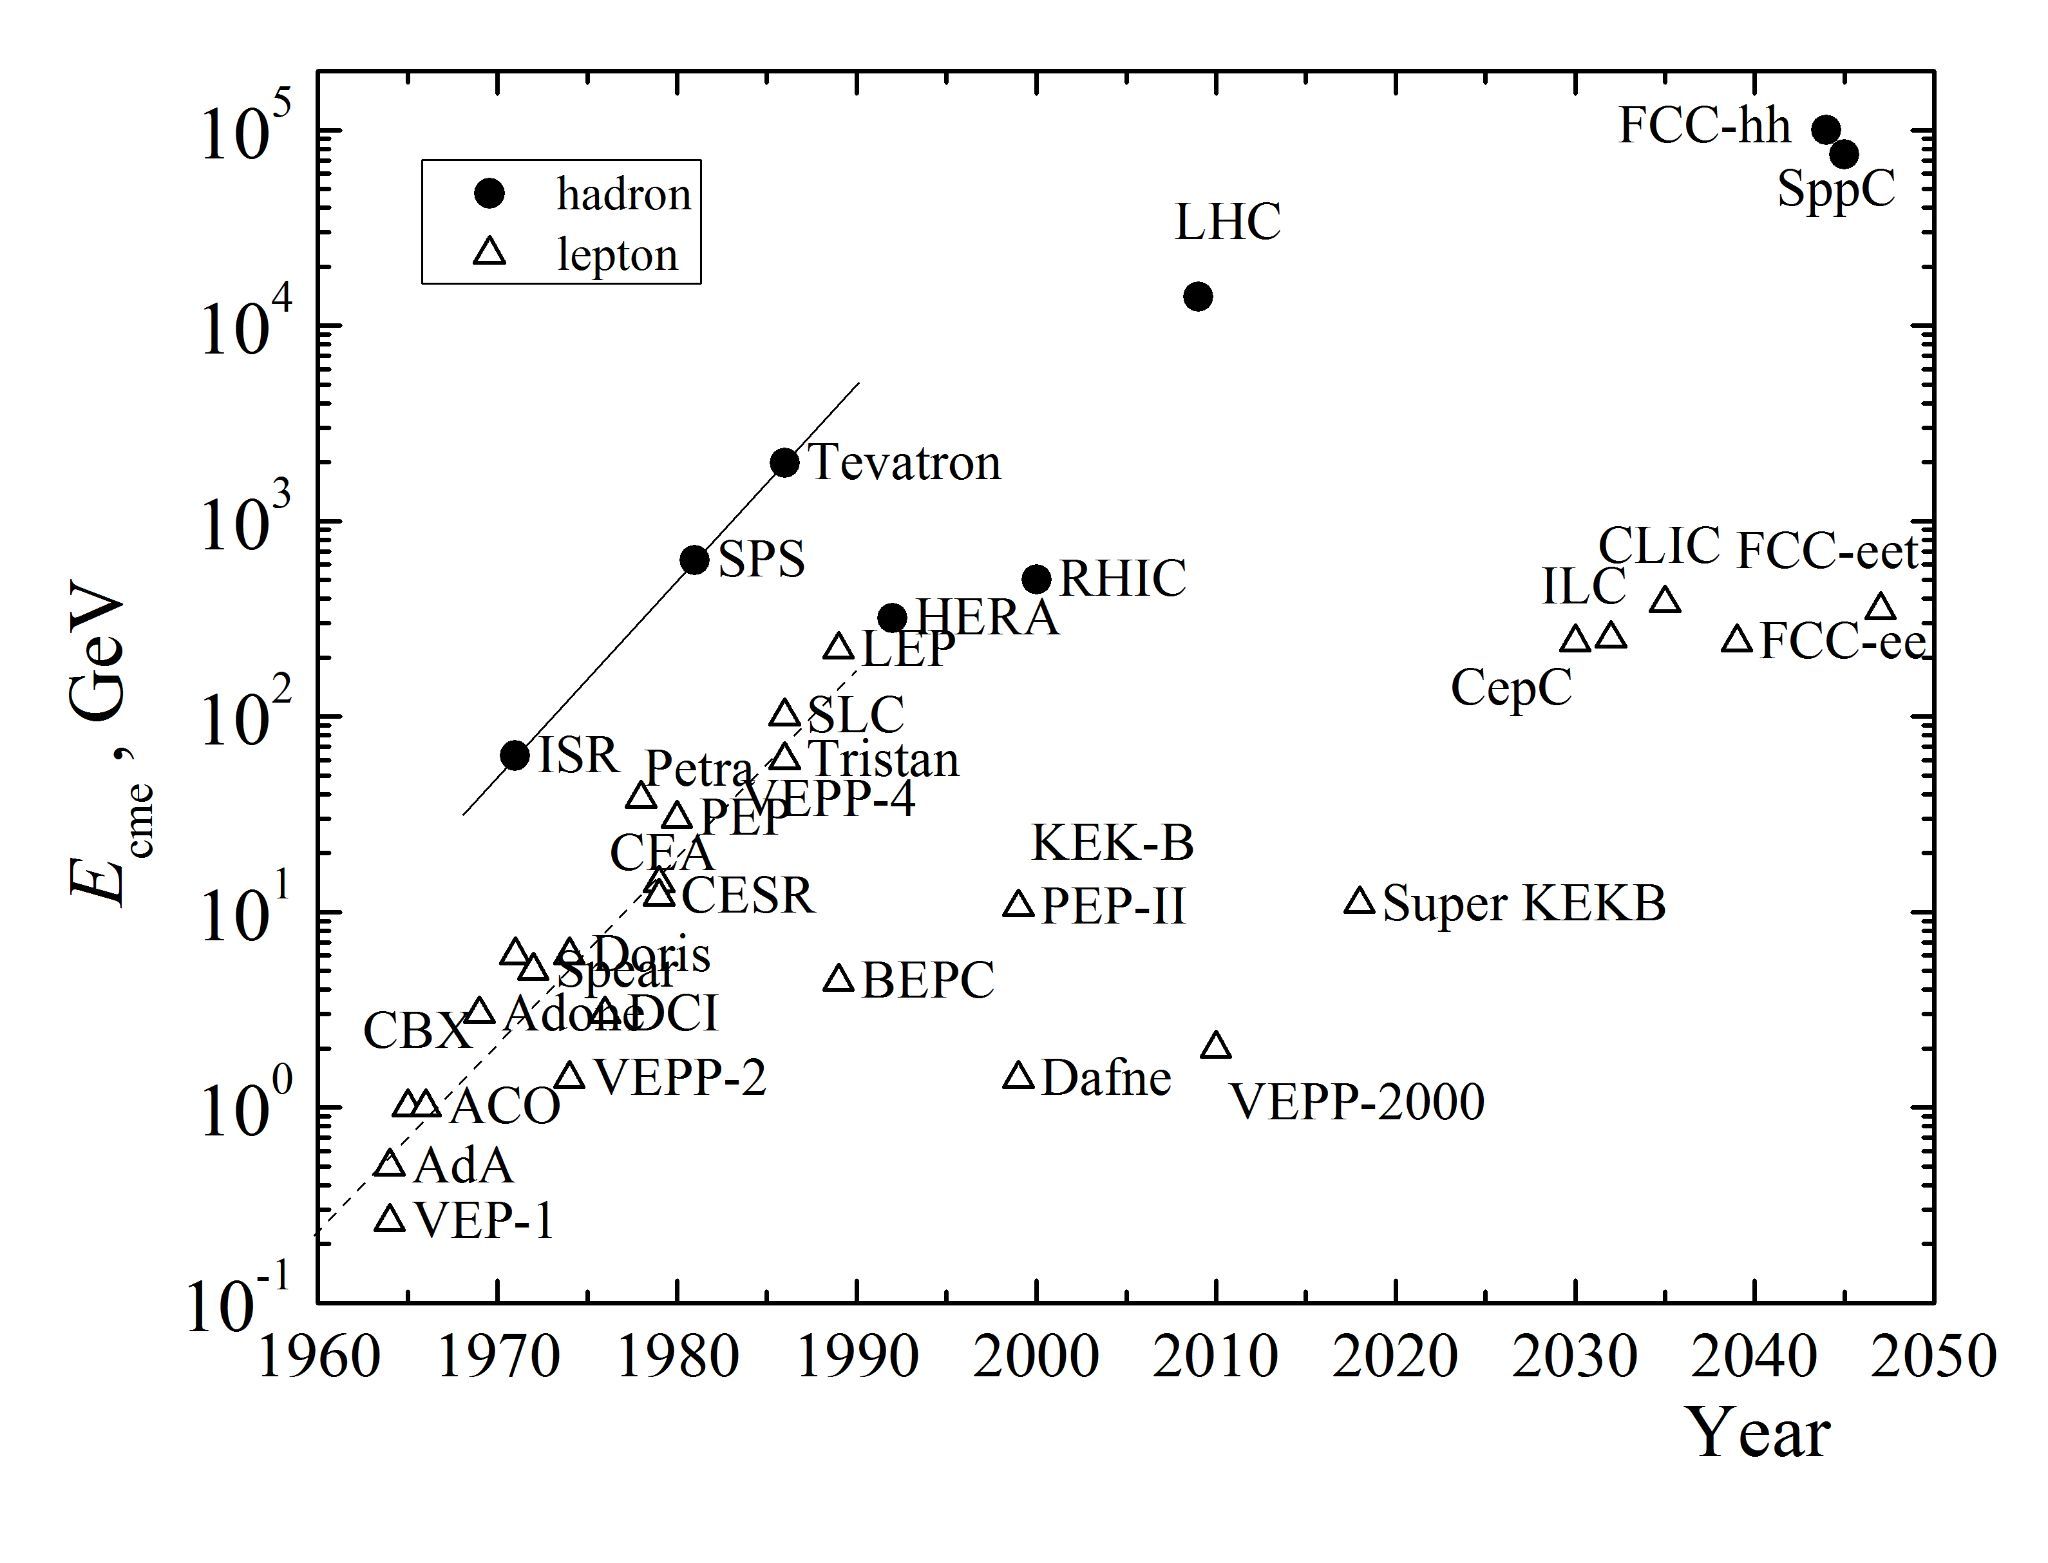 10^5
10^4
10^3
10^2
10^1
10^0
10^-1
E_cme, GeV
hadron
lepton
FCC-hh
SppC
LHC
Tevatron
SPS
RHIC
HERA
LEP
CLIC
FCC-eet
ILC
FCC-ee
CepC
SLC
ISR
Petra
Tristan
PEP
VEPP-4
CEA
KEK-B
CESR
PEP-II
Super KEKB
Doris
Spear
BEPC
CBX
Adone
DCI
VEPP-2
Dafne
ACO
VEPP-2000
AdA
VEP-1
1960 1970 1980 1990 2000 2010 2020 2030 2040 2050
Year